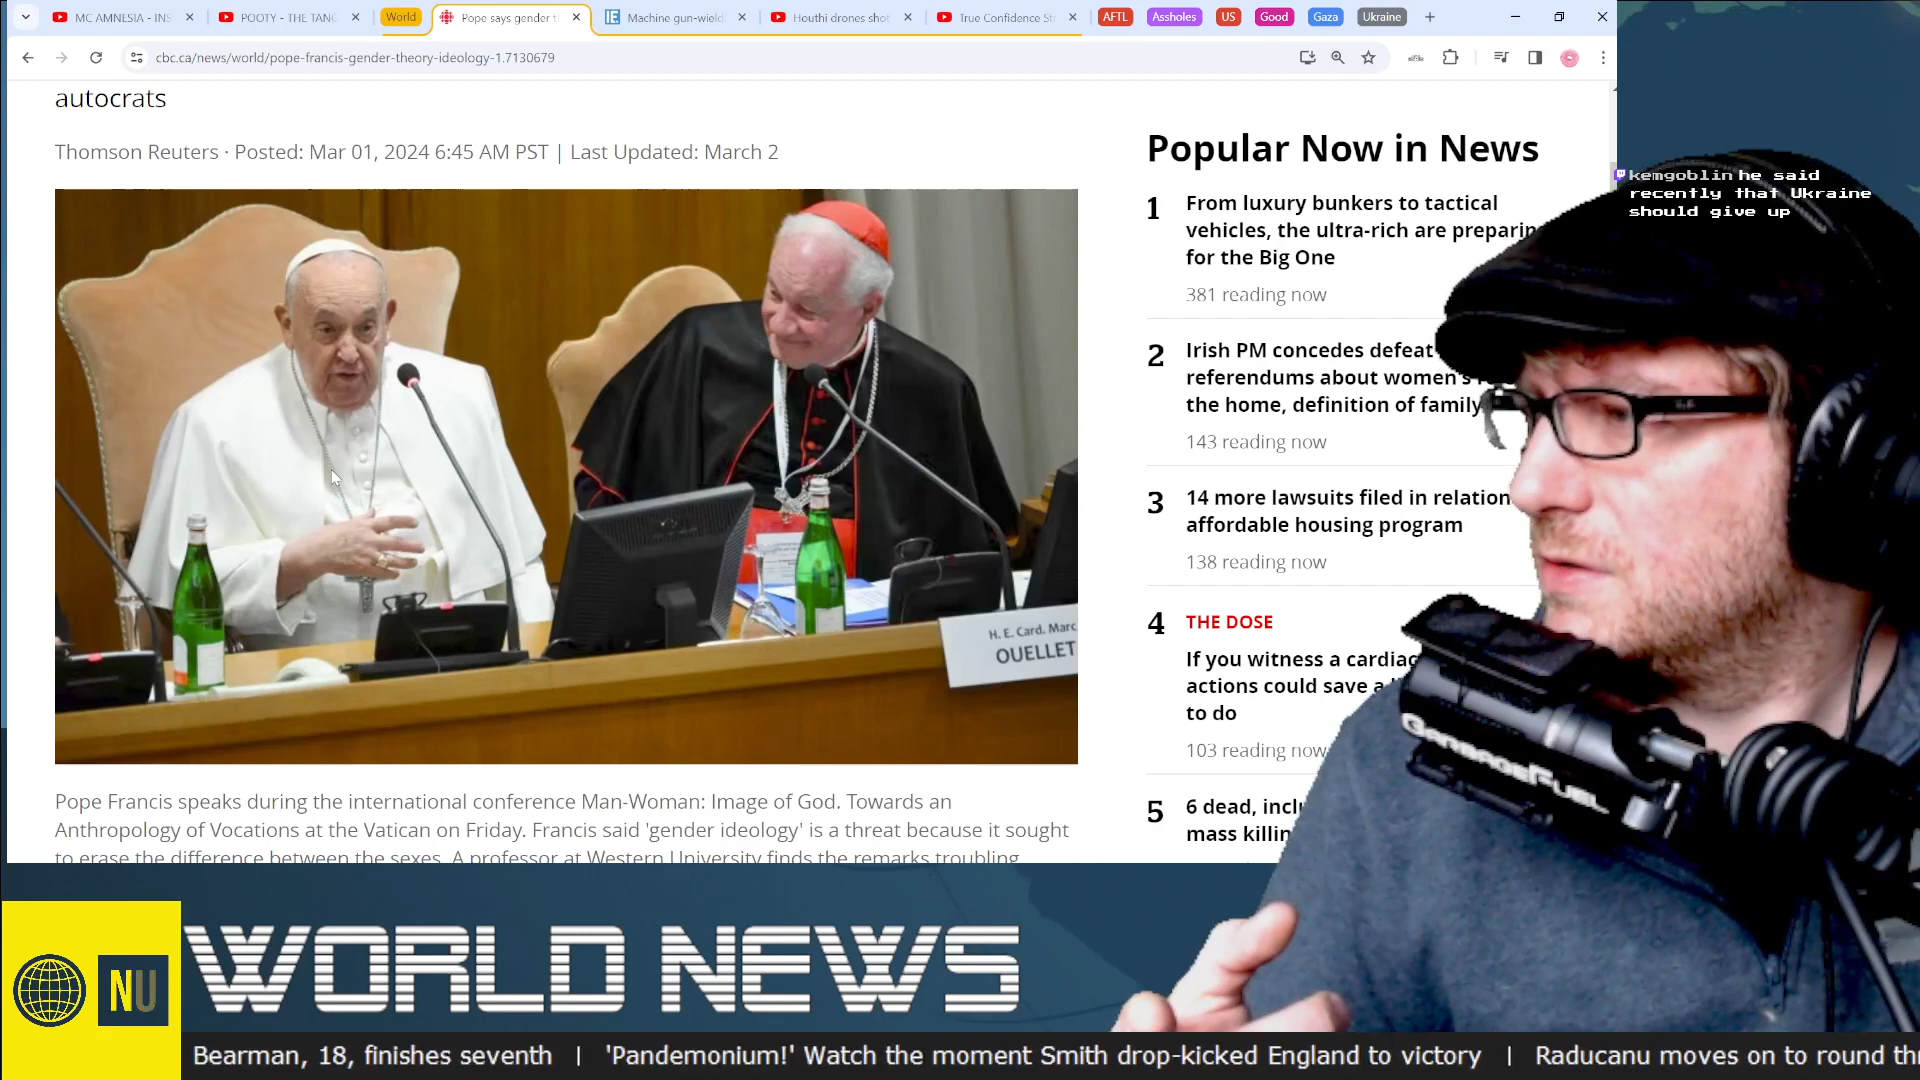 MC AMNESIA - INS
POOTY - THE TANG
World
Pope says gender t
Machine gun-wield
Houthi drones shot
True Confidence St
AFTL
Assholes
US
Good
Gaza
Ukraine
cbc.ca/news/world/pope-francis-gender-theory-ideology-1.7130679
autocrats
Thomson Reuters · Posted: Mar 01, 2024 6:45 AM PST | Last Updated: March 2
H. E. Card. Marc
OUELLET
Pope Francis speaks during the international conference Man-Woman: Image of God. Towards an
Anthropology of Vocations at the Vatican on Friday. Francis said 'gender ideology' is a threat because it sought
to erase the difference between the sexes. A professor at Western University finds the remarks troubling.
Popular Now in News
1
From luxury bunkers to tactical
vehicles, the ultra-rich are preparin
for the Big One
381 reading now
2
Irish PM concedes defeat
referendums about women's
the home, definition of family
143 reading now
3
14 more lawsuits filed in relation
affordable housing program
138 reading now
4
THE DOSE
If you witness a cardiac
actions could save a
to do
103 reading now
5
6 dead, incl
mass killin
kemgoblin he said
recently that Ukraine
should give up
GARBAGEFUEL
NU
WORLD NEWS
Bearman, 18, finishes seventh | 'Pandemonium!' Watch the moment Smith drop-kicked England to victory | Raducanu moves on to round th